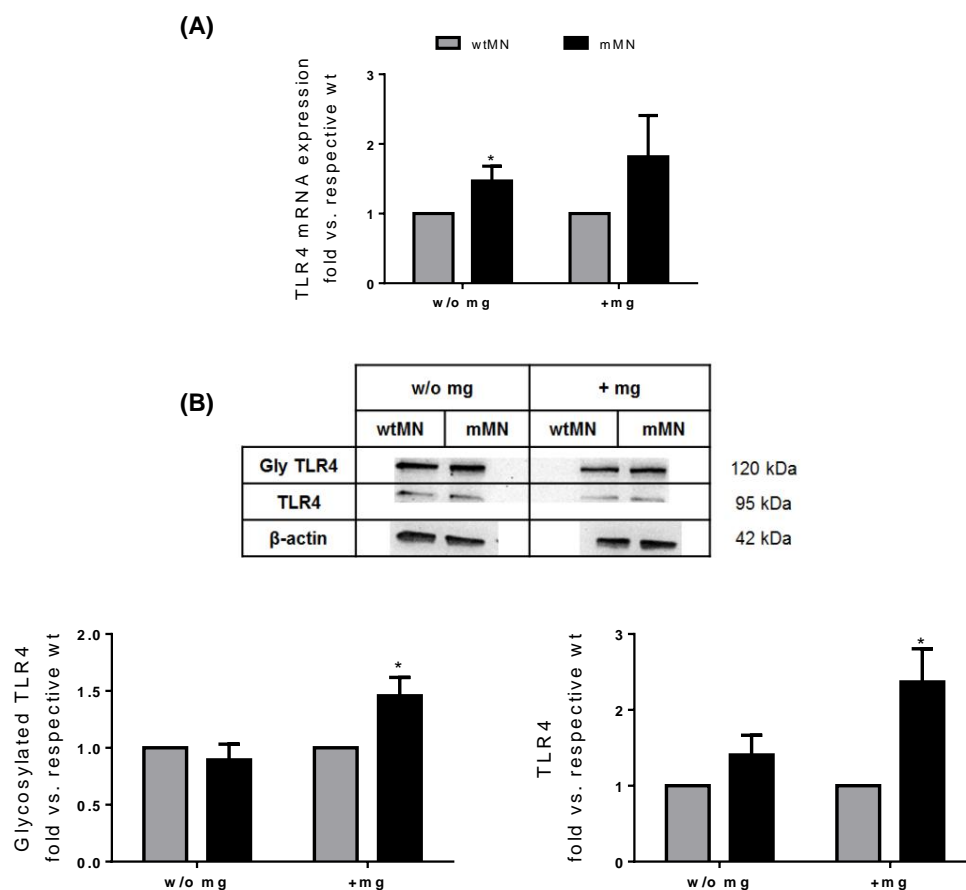 (A)
wtMN mMN
TLR4 mRNA expression
fold vs. respective wt
3
2
1
0
w/o mg +mg
(B)
w/o mg + mg
wtMN mMN wtMN mMN
Gly TLR4 120 kDa
TLR4 95 kDa
β-actin 42 kDa
Glycosylated TLR4
fold vs. respective wt
2.0
1.5
1.0
0.5
0.0
*
w/o mg +mg
TLR4
fold vs. respective wt
3
2
1
0
*
w/o mg +mg